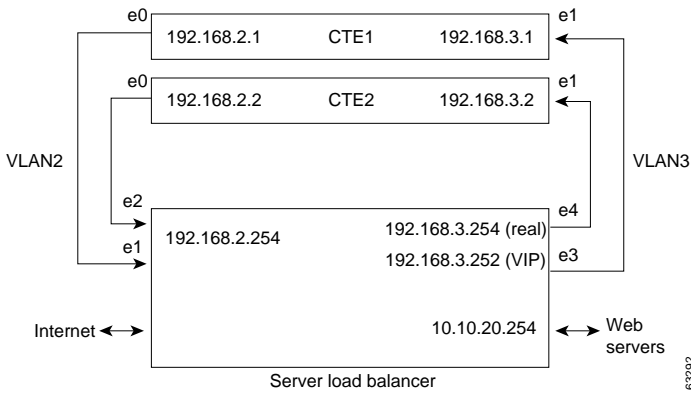 e0
192.168.2.1 CTE1 192.168.3.1
e1
e0
192.168.2.2 CTE2 192.168.3.2
e1
VLAN2
VLAN3
e2
e1
192.168.2.254
192.168.3.254 (real)
e4
192.168.3.252 (VIP)
e3
Internet
10.10.20.254
Web
servers
Server load balancer
63292